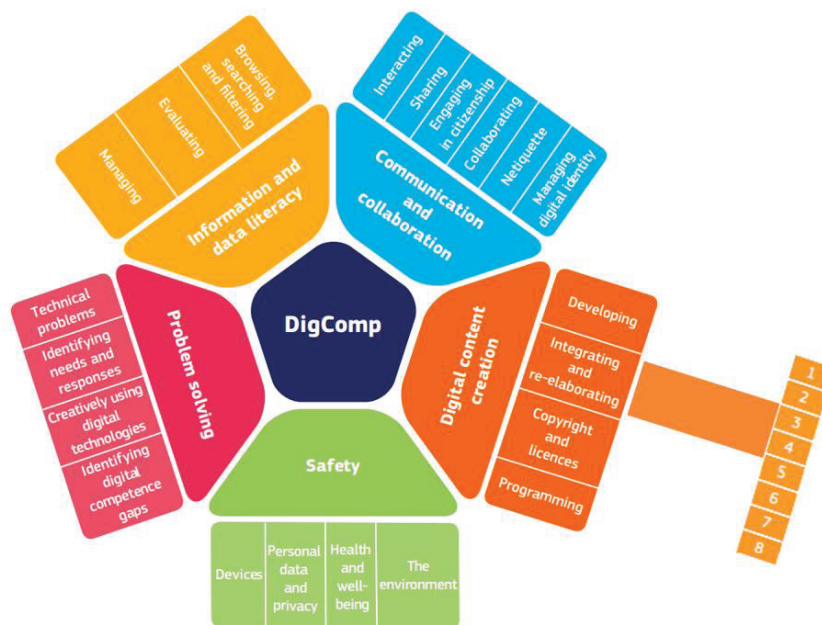 DigComp
Information and
data literacy
Browsing,
searching
and filtering
Evaluating
Managing
Communication
and
collaboration
Interacting
Sharing
Engaging
in citizenship
Collaborating
Netiquette
Managing
digital identity
Digital content
creation
Developing
Integrating
and
re-elaborating
Copyright
and
licences
Programming
1
2
3
4
5
6
7
8
Safety
Devices
Personal
data and
privacy
Health and
well-
being
The
environment
Problem solving
Technical
problems
Identifying
needs and
responses
Creatively using
digital
technologies
Identifying
digital
competence
gaps